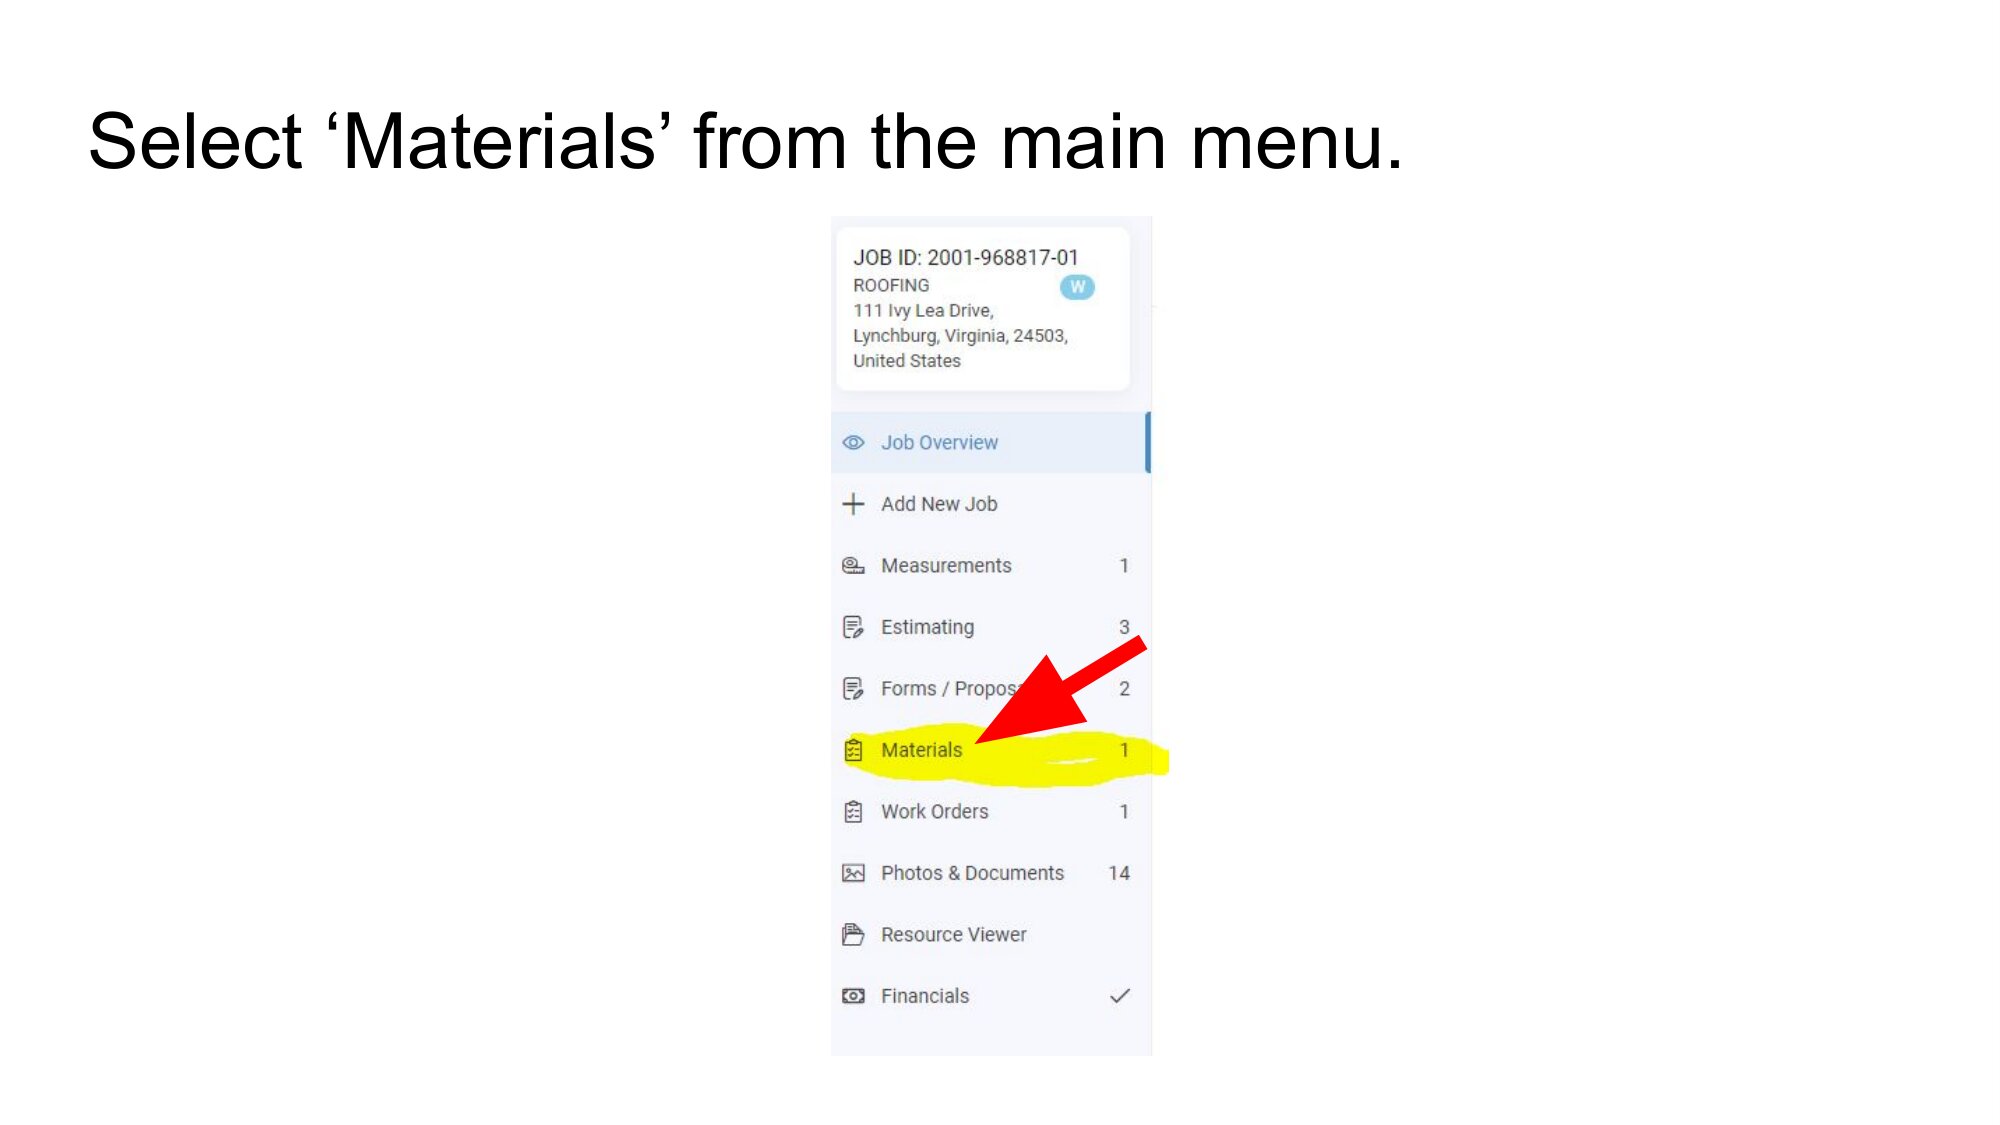 Select ‘Materials’ from the main menu.
JOB ID: 2001-968817-01
ROOFING
W
111 Ivy Lea Drive,
Lynchburg, Virginia, 24503,
United States
Job Overview
Add New Job
Measurements 1
Estimating 3
Forms / 2
Materials 1
Work Orders 1
Photos & Documents 14
Resource Viewer
Financials